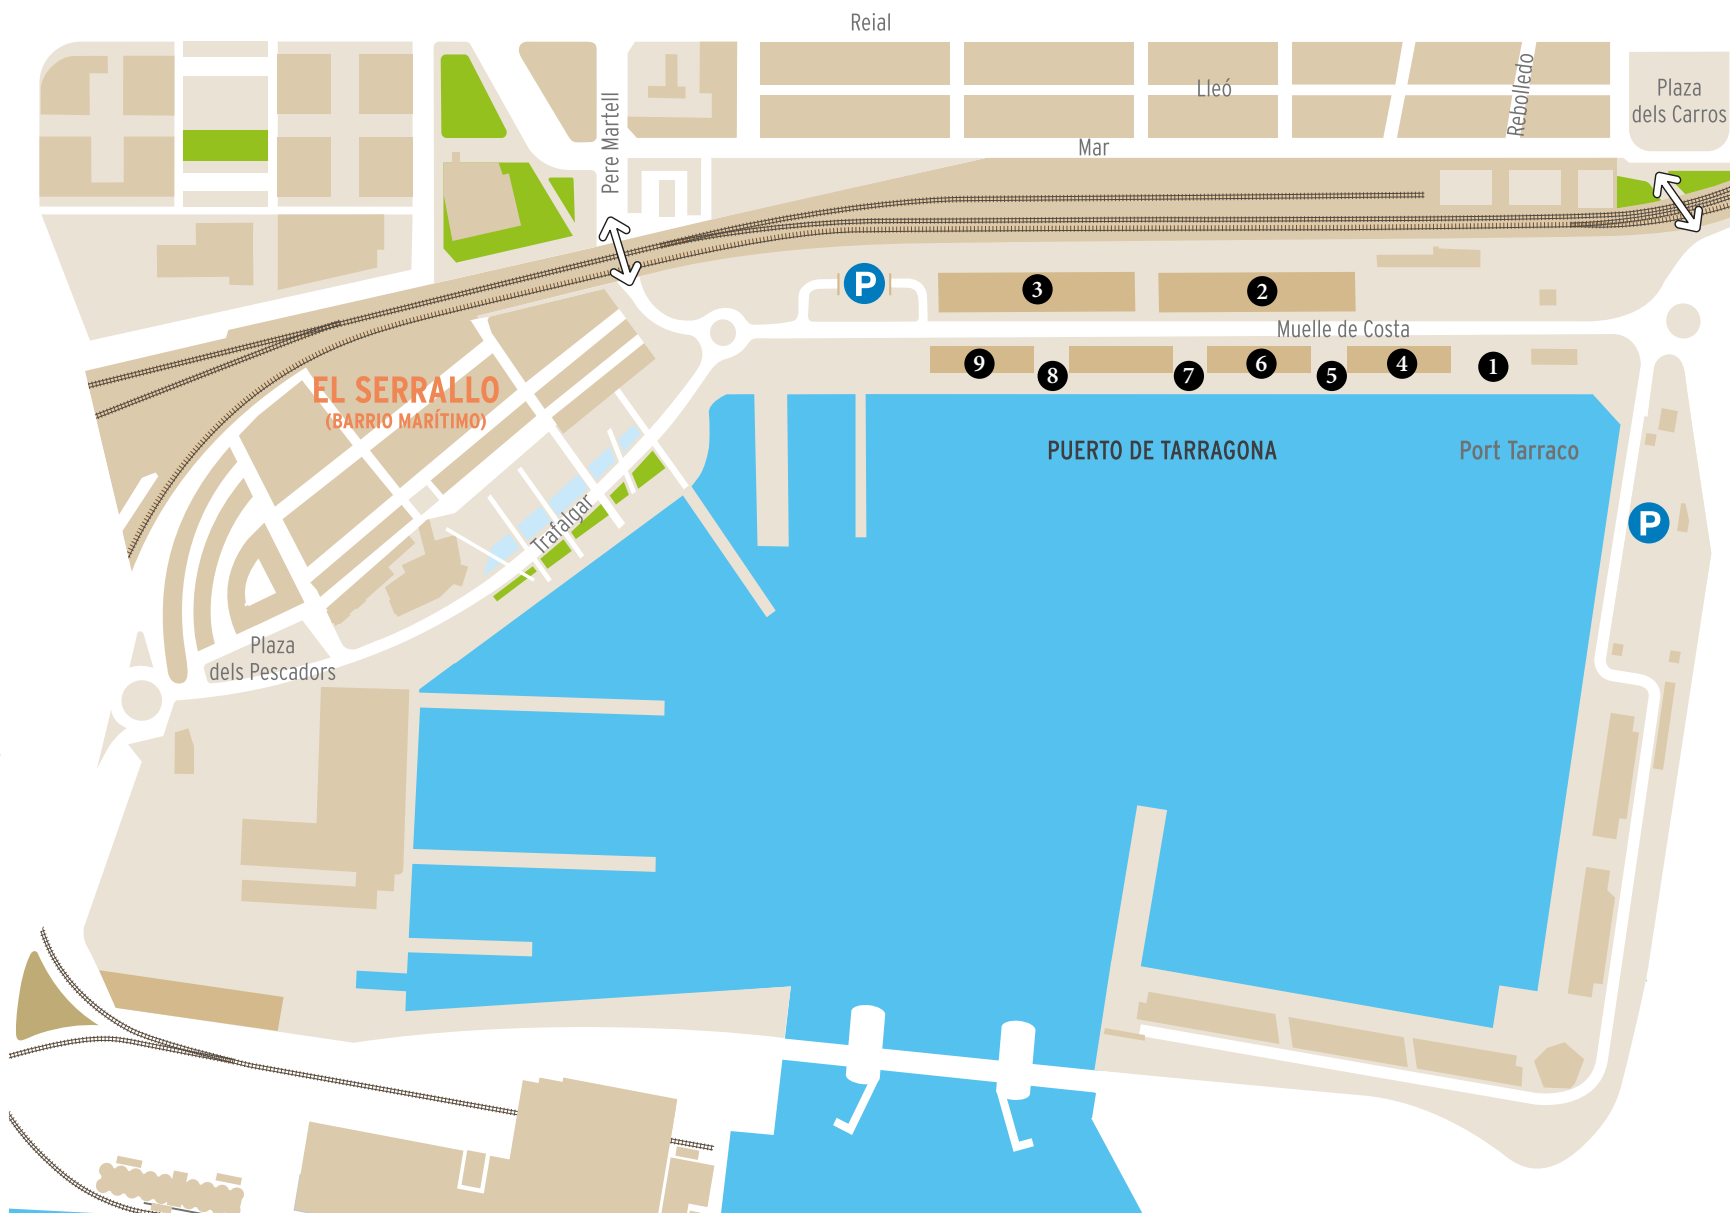 Reial
Lleó
Rebolledo
Plaza
dels Carros
Pere Martell
Mar
P
3
2
Muelle de Costa
9
8
7
6
5
4
1
EL SERRALLO
(BARRIO MARÍTIMO)
PUERTO DE TARRAGONA
Port Tarraco
Trafalgar
P
Plaza
dels Pescadors